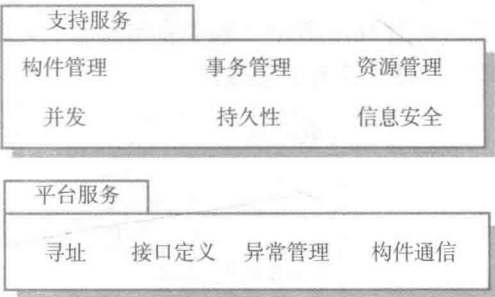 支持服务
构件管理 事务管理 资源管理
并发 持久性 信息安全
平台服务
寻址 接口定义 异常管理 构件通信